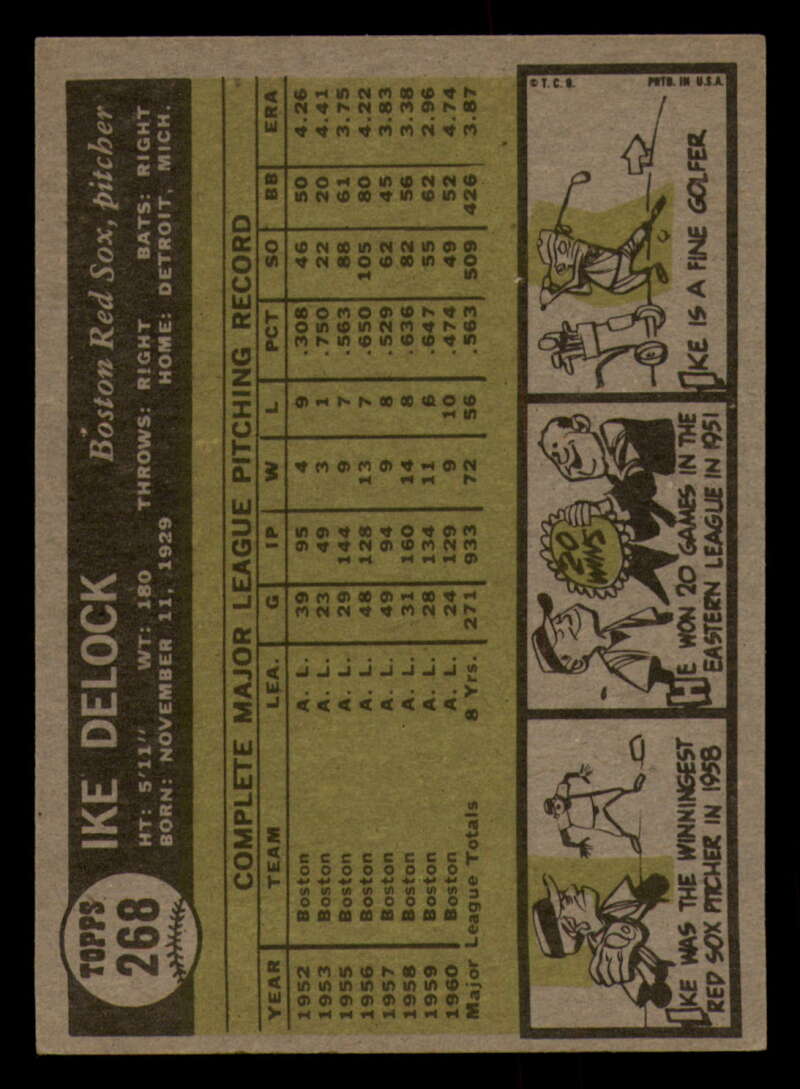 TOPPS
268
IKE DELOCK
Boston Red Sox, pitcher
HT: 5'11" WT: 180 THROWS: RIGHT BATS: RIGHT
BORN: NOVEMBER 11, 1929 HOME: DETROIT, MICH.
COMPLETE MAJOR LEAGUE PITCHING RECORD
YEAR TEAM LEA. G IP W L PCT SO BB ERA
1952 Boston A. L. 39 95 4 9 .308 46 50 4.26
1953 Boston A. L. 23 49 3 1 .750 22 20 4.41
1955 Boston A. L. 29 144 9 7 .563 88 61 3.75
1956 Boston A. L. 48 128 13 7 .650 105 80 4.22
1957 Boston A. L. 49 94 9 8 .529 62 45 3.83
1958 Boston A. L. 31 160 14 8 .636 82 56 3.38
1959 Boston A. L. 28 134 11 6 .647 55 62 2.96
1960 Boston A. L. 24 129 9 10 .474 49 52 4.74
Major League Totals 8 Yrs. 271 933 72 56 .563 509 426 3.87
IKE WAS THE WINNINGEST
RED SOX PITCHER IN 1958
20
WINS
HE WON 20 GAMES IN THE
EASTERN LEAGUE IN 1951
© T. C. G.
PRTD. IN U.S.A.
IKE IS A FINE GOLFER